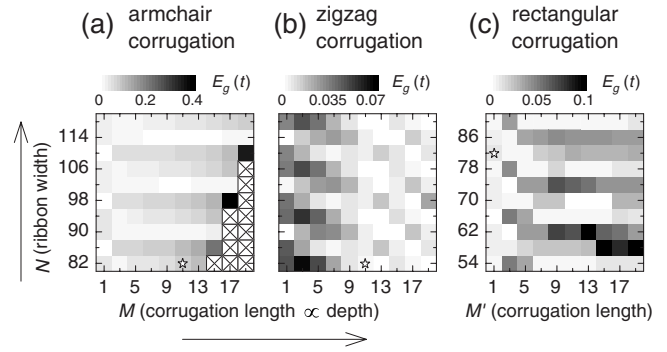 (a) armchair corrugation
(b) zigzag corrugation
(c) rectangular corrugation
0 0.2 0.4 E_g (t)
0 0.035 0.07 E_g (t)
0 0.05 0.1 E_g (t)
N (ribbon width)
114
106
98
90
82
86
78
70
62
54
1 5 9 13 17
1 5 9 13 17
1 5 9 13 17
M (corrugation length ∝ depth)
M' (corrugation length)